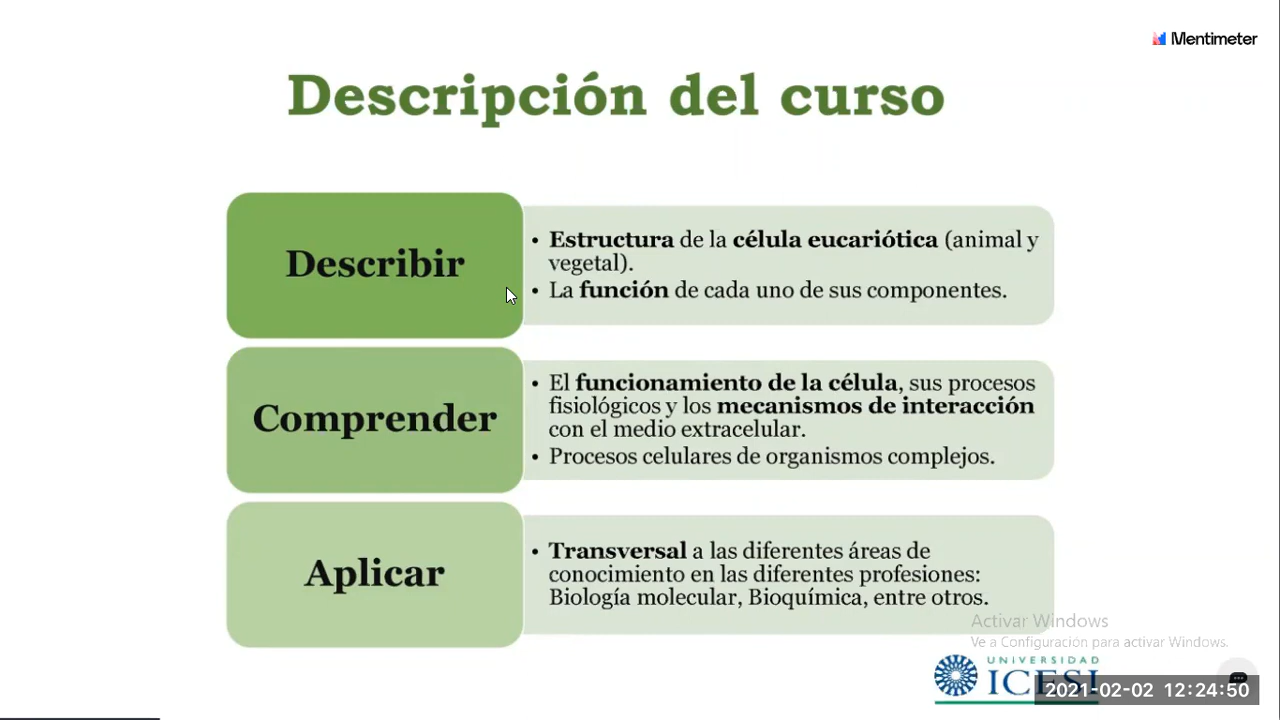 Mentimeter
Descripción del curso
Describir
• Estructura de la célula eucariótica (animal y
vegetal).
• La función de cada uno de sus componentes.
Comprender
• El funcionamiento de la célula, sus procesos
fisiológicos y los mecanismos de interacción
con el medio extracelular.
• Procesos celulares de organismos complejos.
Aplicar
• Transversal a las diferentes áreas de
conocimiento en las diferentes profesiones:
Biología molecular, Bioquímica, entre otros.
Activar Windows
Ve a Configuración para activar Windows.
UNIVERSIDAD
ICESI
2021-02-02 12:24:50